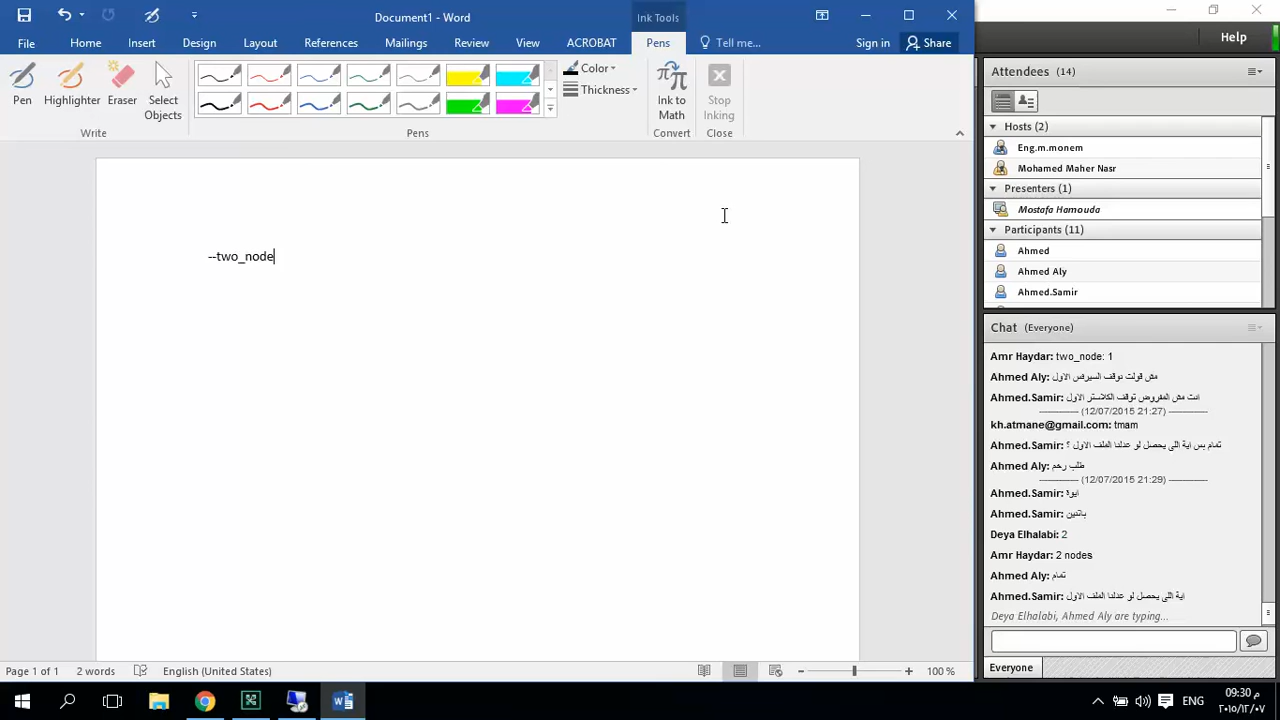 Document1 - Word
Ink Tools
File
Home
Insert
Design
Layout
References
Mailings
Review
View
ACROBAT
Pens
Tell me...
Sign in
Share
Help
Pen
Highlighter
Eraser
Select Objects
Color
Thickness
Ink to Math
Stop Inking
Write
Pens
Convert
Close
--two_node
Attendees (14)
Hosts (2)
Eng.m.monem
Mohamed Maher Nasr
Presenters (1)
Mostafa Hamouda
Participants (11)
Ahmed
Ahmed Aly
Ahmed.Samir
Chat (Everyone)
Amr Haydar: two_node: 1
Ahmed Aly: مش قولت نوقف السيرفس الاول
Ahmed.Samir: انت مش المفروض توقف الكلاستر الاول
------------- (12/07/2015 21:27) -------------
kh.atmane@gmail.com: tmam
Ahmed.Samir: تمام بس اية اللى يحصل لو عدلنا الملف الاول ؟
Ahmed Aly: طلب رخم
------------- (12/07/2015 21:29) -------------
Ahmed.Samir: ايوة
Ahmed.Samir: باتنين
Deya Elhalabi: 2
Amr Haydar: 2 nodes
Ahmed Aly: تمام
Ahmed.Samir: اية اللى يحصل لو عدلنا الملف الاول
Deya Elhalabi, Ahmed Aly are typing...
Everyone
Page 1 of 1
2 words
English (United States)
100 %
ENG
09:30 م
٢٠١٥/١٢/٠٧